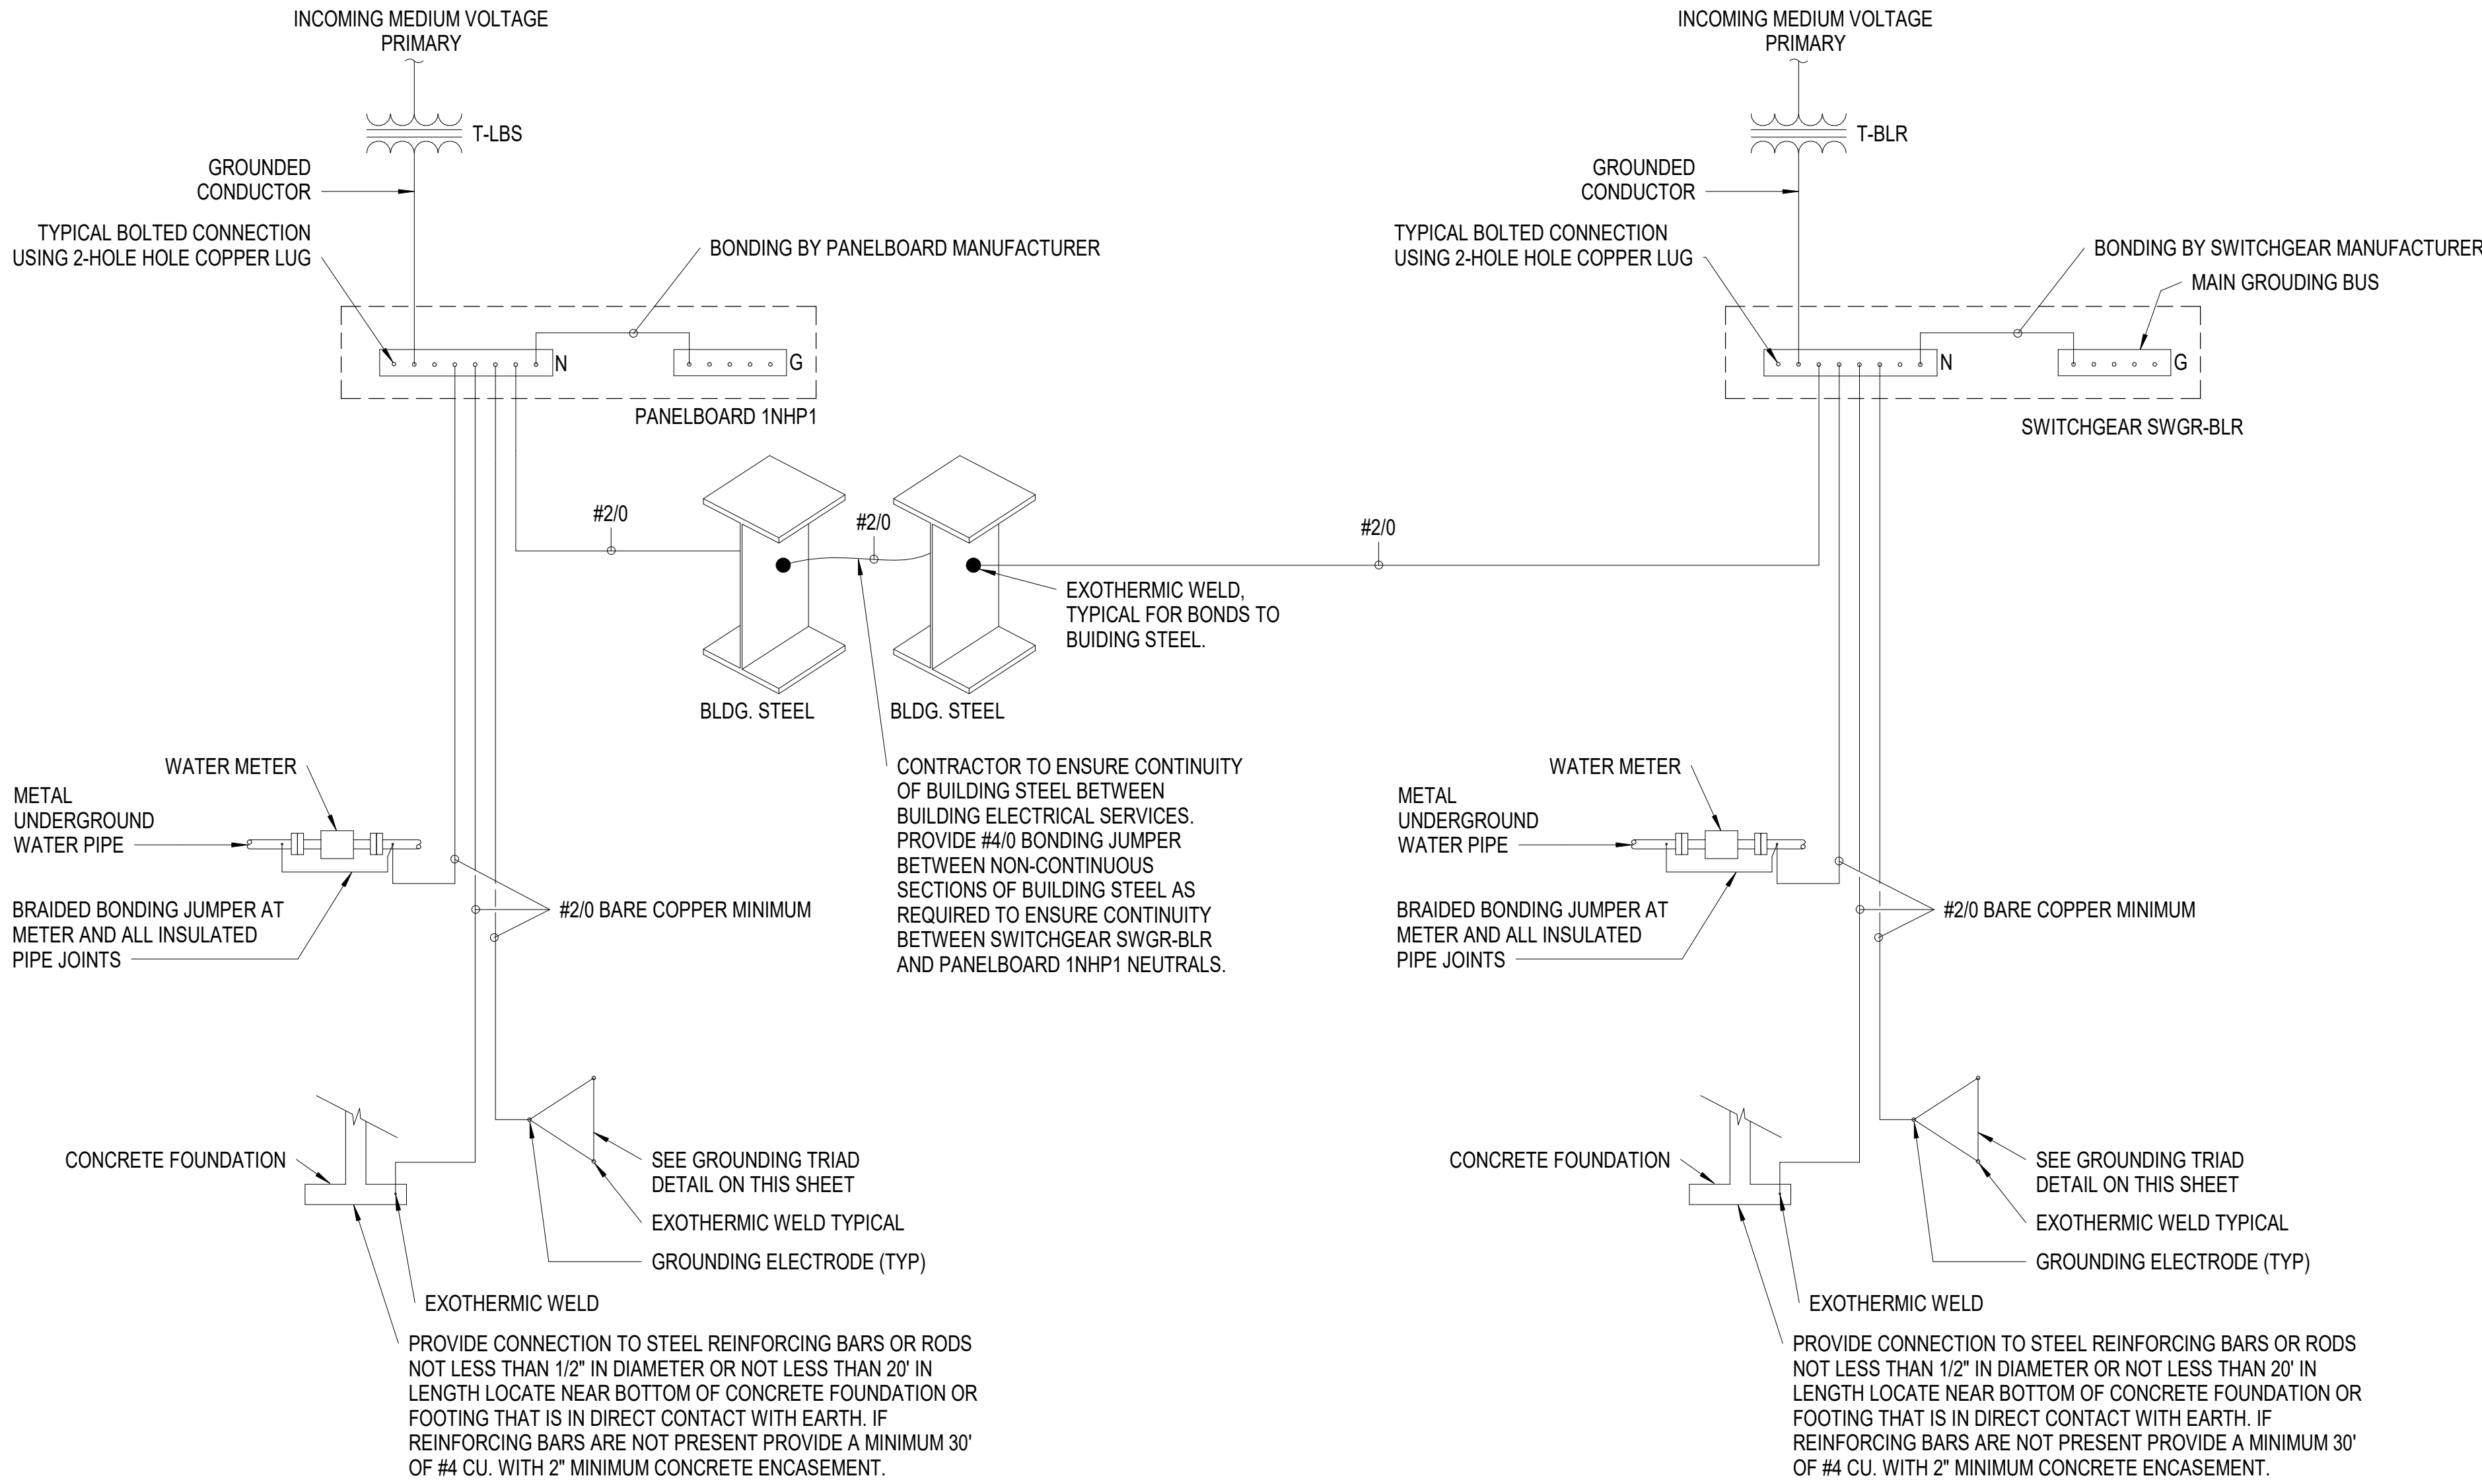 INCOMING MEDIUM VOLTAGE
PRIMARY
T-LBS
GROUNDED
CONDUCTOR
TYPICAL BOLTED CONNECTION
USING 2-HOLE HOLE COPPER LUG
BONDING BY PANELBOARD MANUFACTURER
N
G
PANELBOARD 1NHP1
#2/0
#2/0
#2/0
EXOTHERMIC WELD,
TYPICAL FOR BONDS TO
BUIDING STEEL.
BLDG. STEEL
BLDG. STEEL
CONTRACTOR TO ENSURE CONTINUITY
OF BUILDING STEEL BETWEEN
BUILDING ELECTRICAL SERVICES.
PROVIDE #4/0 BONDING JUMPER
BETWEEN NON-CONTINUOUS
SECTIONS OF BUILDING STEEL AS
REQUIRED TO ENSURE CONTINUITY
BETWEEN SWITCHGEAR SWGR-BLR
AND PANELBOARD 1NHP1 NEUTRALS.
WATER METER
METAL
UNDERGROUND
WATER PIPE
BRAIDED BONDING JUMPER AT
METER AND ALL INSULATED
PIPE JOINTS
#2/0 BARE COPPER MINIMUM
CONCRETE FOUNDATION
SEE GROUNDING TRIAD
DETAIL ON THIS SHEET
EXOTHERMIC WELD TYPICAL
GROUNDING ELECTRODE (TYP)
EXOTHERMIC WELD
PROVIDE CONNECTION TO STEEL REINFORCING BARS OR RODS
NOT LESS THAN 1/2" IN DIAMETER OR NOT LESS THAN 20' IN
LENGTH LOCATE NEAR BOTTOM OF CONCRETE FOUNDATION OR
FOOTING THAT IS IN DIRECT CONTACT WITH EARTH. IF
REINFORCING BARS ARE NOT PRESENT PROVIDE A MINIMUM 30'
OF #4 CU. WITH 2" MINIMUM CONCRETE ENCASEMENT.
INCOMING MEDIUM VOLTAGE
PRIMARY
T-BLR
GROUNDED
CONDUCTOR
TYPICAL BOLTED CONNECTION
USING 2-HOLE HOLE COPPER LUG
BONDING BY SWITCHGEAR MANUFACTURER
MAIN GROUDING BUS
N
G
SWITCHGEAR SWGR-BLR
WATER METER
METAL
UNDERGROUND
WATER PIPE
BRAIDED BONDING JUMPER AT
METER AND ALL INSULATED
PIPE JOINTS
#2/0 BARE COPPER MINIMUM
CONCRETE FOUNDATION
SEE GROUNDING TRIAD
DETAIL ON THIS SHEET
EXOTHERMIC WELD TYPICAL
GROUNDING ELECTRODE (TYP)
EXOTHERMIC WELD
PROVIDE CONNECTION TO STEEL REINFORCING BARS OR RODS
NOT LESS THAN 1/2" IN DIAMETER OR NOT LESS THAN 20' IN
LENGTH LOCATE NEAR BOTTOM OF CONCRETE FOUNDATION OR
FOOTING THAT IS IN DIRECT CONTACT WITH EARTH. IF
REINFORCING BARS ARE NOT PRESENT PROVIDE A MINIMUM 30'
OF #4 CU. WITH 2" MINIMUM CONCRETE ENCASEMENT.